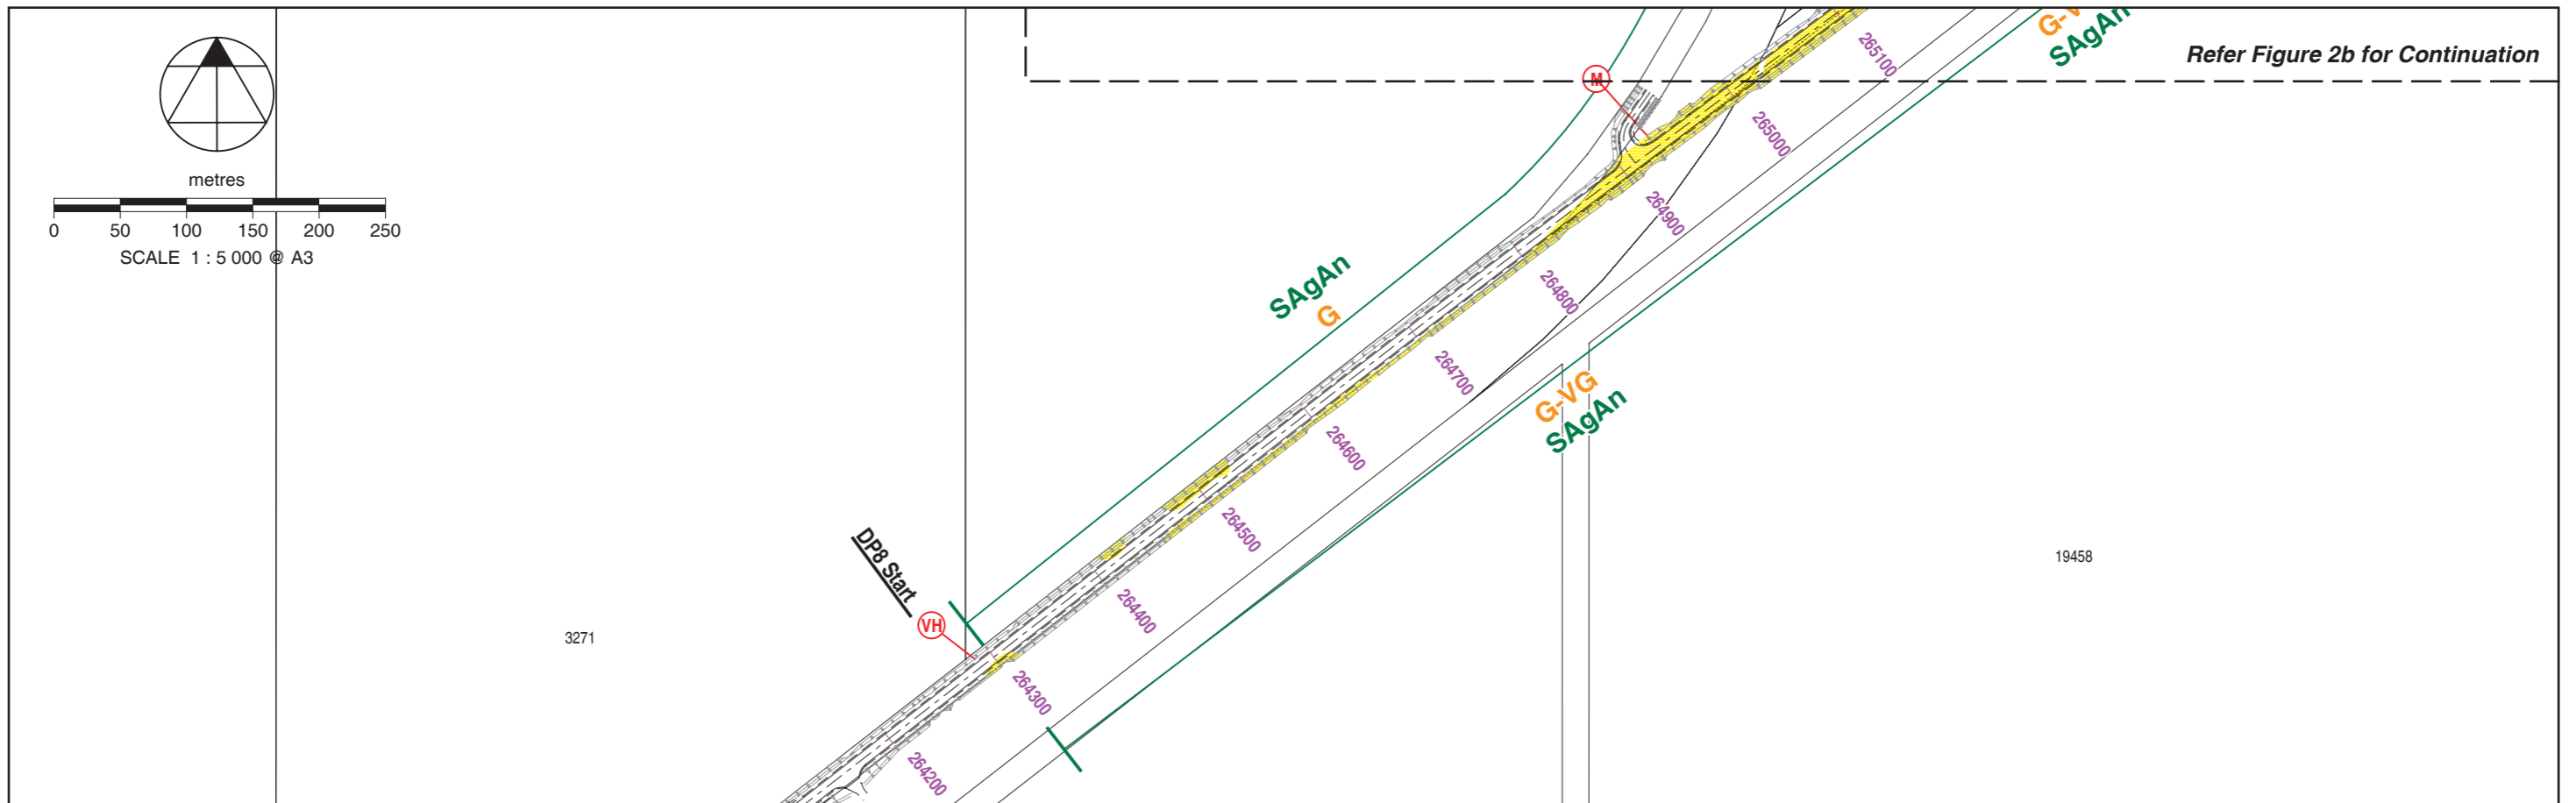 G-V
SAgAn
265100
Refer Figure 2b for Continuation
M
265000
metres
0 50 100 150 200 250
SCALE 1 : 5 000 @ A3
264900
SAgAn
G
264800
264700
G-VG
SAgAn
264600
264500
DP8 Start
19458
264400
VH
3271
264300
264200